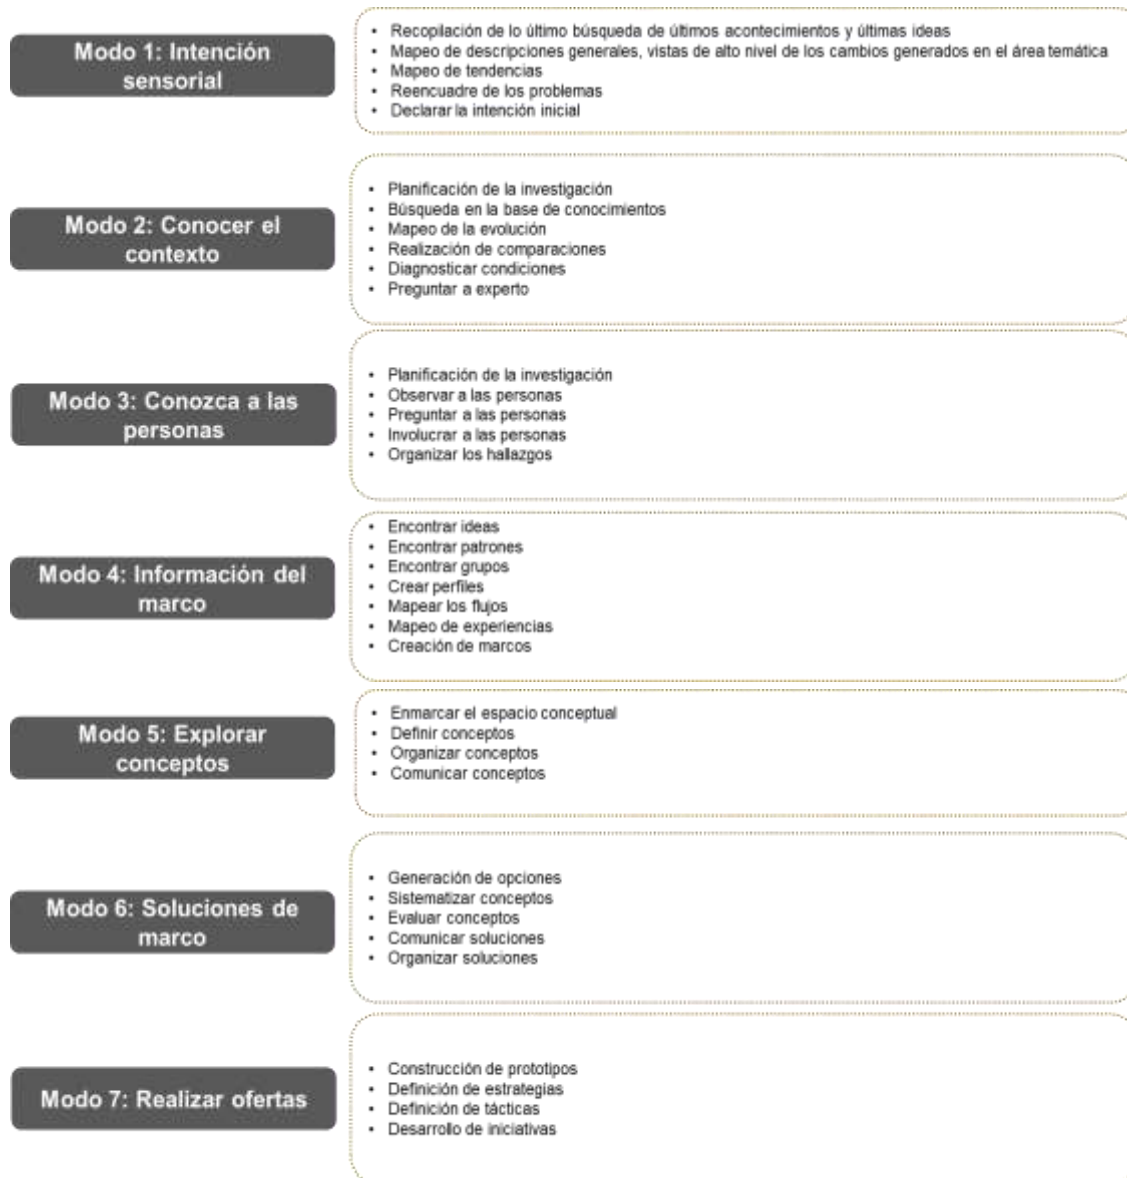 Modo 1: Intención
sensorial
• Recopilación de lo último búsqueda de últimos acontecimientos y últimas ideas
• Mapeo de descripciones generales, vistas de alto nivel de los cambios generados en el área temática
• Mapeo de tendencias
• Reencuadre de los problemas
• Declarar la intención inicial
Modo 2: Conocer el
contexto
• Planificación de la investigación
• Búsqueda en la base de conocimientos
• Mapeo de la evolución
• Realización de comparaciones
• Diagnosticar condiciones
• Preguntar a experto
Modo 3: Conozca a las
personas
• Planificación de la investigación
• Observar a las personas
• Preguntar a las personas
• Involucrar a las personas
• Organizar los hallazgos
Modo 4: Información del
marco
• Encontrar ideas
• Encontrar patrones
• Encontrar grupos
• Crear perfiles
• Mapear los flujos
• Mapeo de experiencias
• Creación de marcos
Modo 5: Explorar
conceptos
• Enmarcar el espacio conceptual
• Definir conceptos
• Organizar conceptos
• Comunicar conceptos
Modo 6: Soluciones de
marco
• Generación de opciones
• Sistematizar conceptos
• Evaluar conceptos
• Comunicar soluciones
• Organizar soluciones
Modo 7: Realizar ofertas
• Construcción de prototipos
• Definición de estrategias
• Definición de tácticas
• Desarrollo de iniciativas